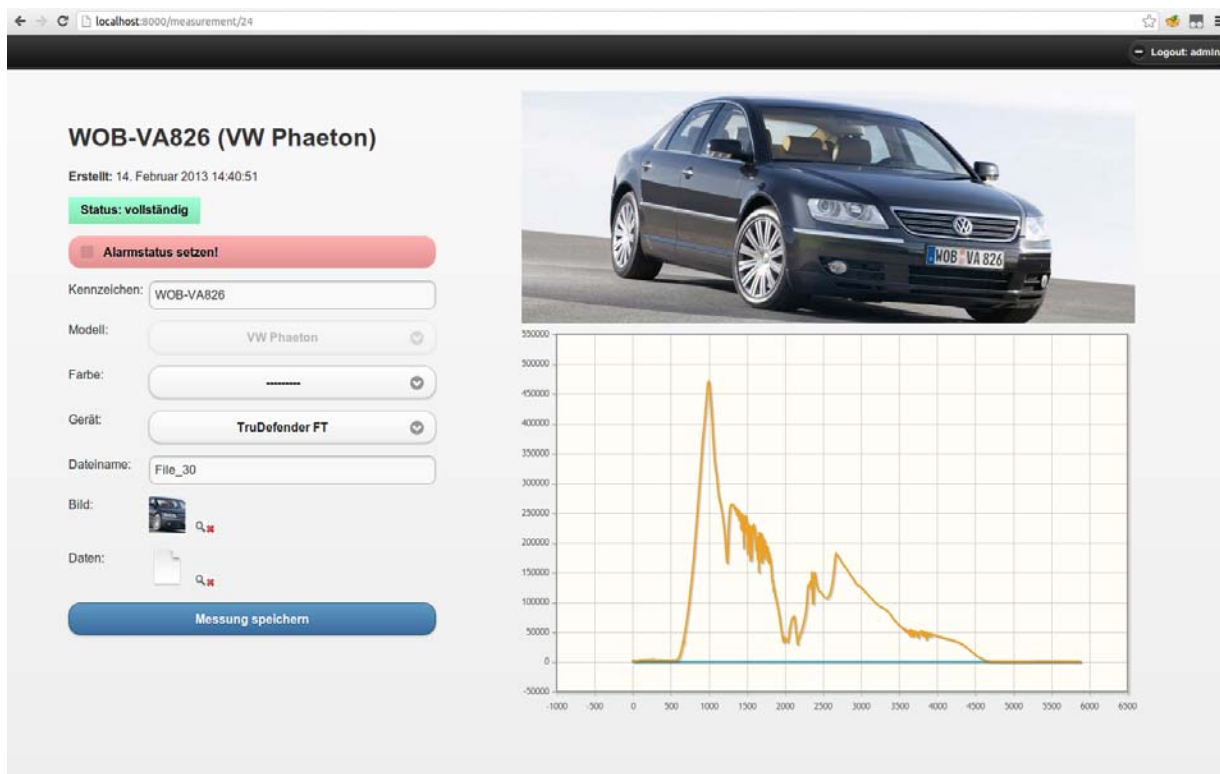 localhost:8000/measurement/24
Logout: admin
WOB-VA826 (VW Phaeton)
Erstellt: 14. Februar 2013 14:40:51
Status: vollständig
Alarmstatus setzen!
Kennzeichen: WOB-VA826
Modell: VW Phaeton
Farbe: ---------
Gerät: TruDefender FT
Dateiname: File_30
Bild:
Daten:
Messung speichern
WOB VA 826
550000
500000
450000
400000
350000
300000
250000
200000
150000
100000
50000
0
-50000
-1000 -500 0 500 1000 1500 2000 2500 3000 3500 4000 4500 5000 5500 6000 6500